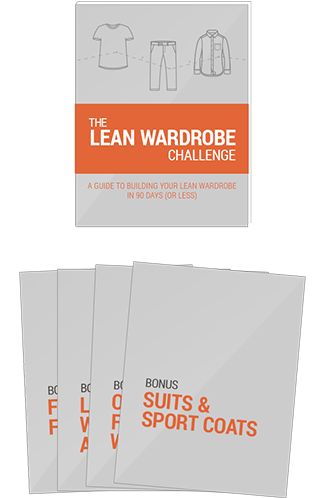 THE
LEAN WARDROBE
CHALLENGE
A GUIDE TO BUILDING YOUR LEAN WARDROBE
IN 90 DAYS (OR LESS)
BONUS
SUITS &
SPORT COATS